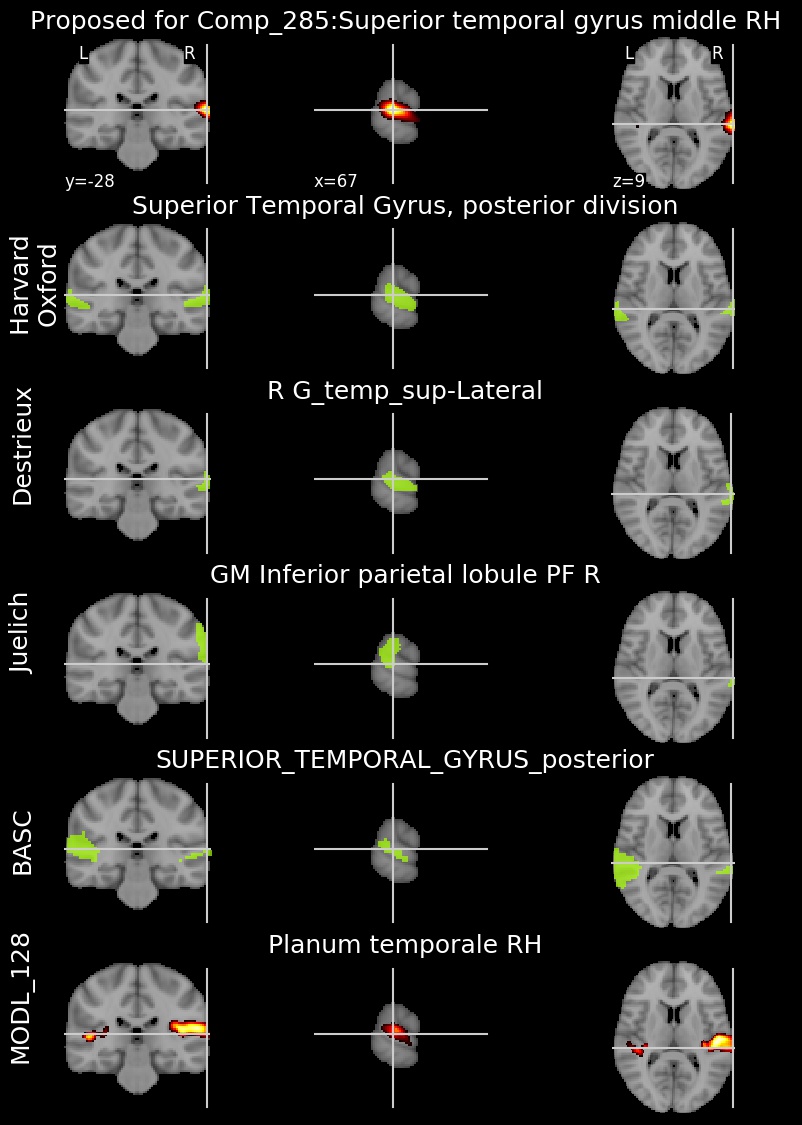 Proposed for Comp_285:Superior temporal gyrus middle RH
L R L R
y=-28 x=67 z=9
Superior Temporal Gyrus, posterior division
Harvard
Oxford
R G_temp_sup-Lateral
Destrieux
GM Inferior parietal lobule PF R
Juelich
SUPERIOR_TEMPORAL_GYRUS_posterior
BASC
Planum temporale RH
MODL_128